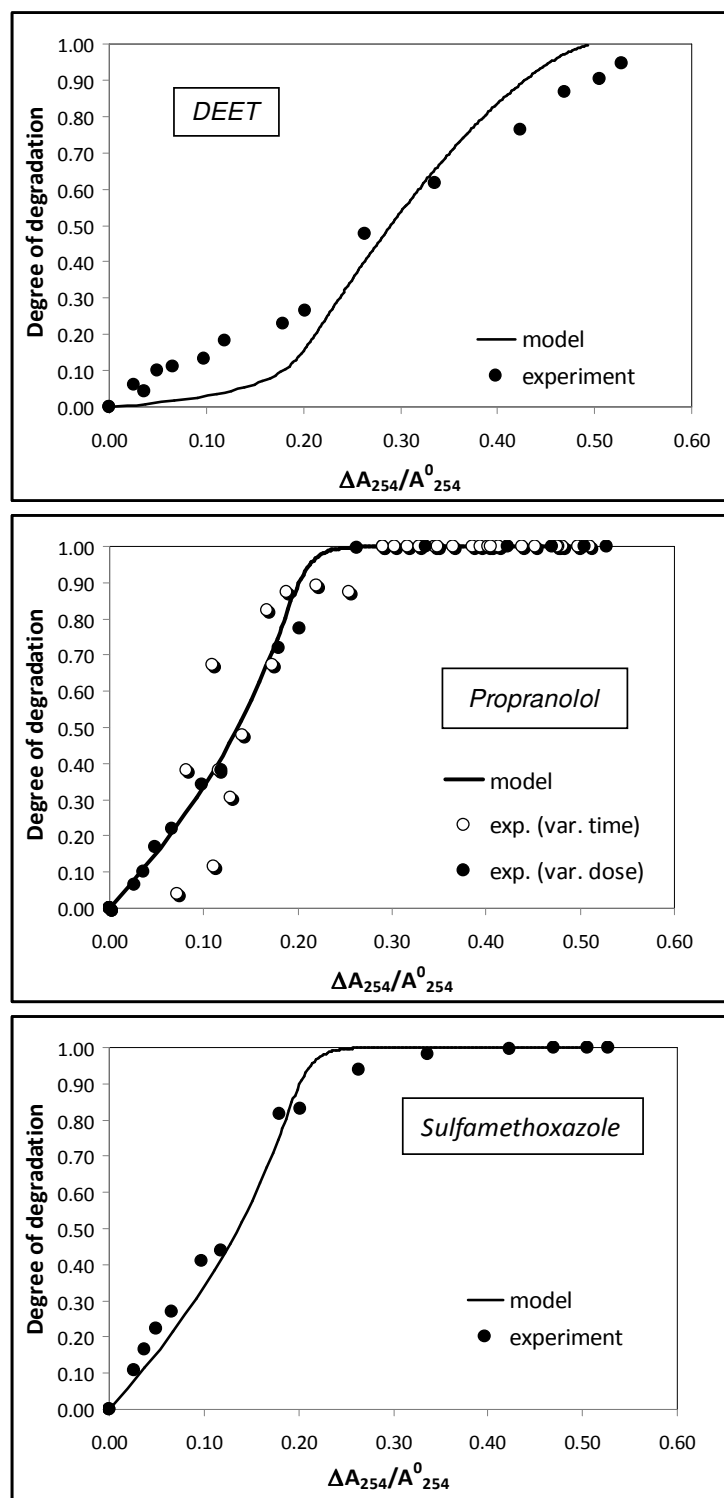 1.00
0.90
0.80
0.70
0.60
0.50
0.40
0.30
0.20
0.10
0.00
Degree of degradation
DEET
model
experiment
0.00 0.10 0.20 0.30 0.40 0.50 0.60
ΔA₂₅₄/A⁰₂₅₄
1.00
0.90
0.80
0.70
0.60
0.50
0.40
0.30
0.20
0.10
0.00
Degree of degradation
Propranolol
model
exp. (var. time)
exp. (var. dose)
0.00 0.10 0.20 0.30 0.40 0.50 0.60
ΔA₂₅₄/A⁰₂₅₄
1.00
0.90
0.80
0.70
0.60
0.50
0.40
0.30
0.20
0.10
0.00
Degree of degradation
Sulfamethoxazole
model
experiment
0.00 0.10 0.20 0.30 0.40 0.50 0.60
ΔA₂₅₄/A⁰₂₅₄